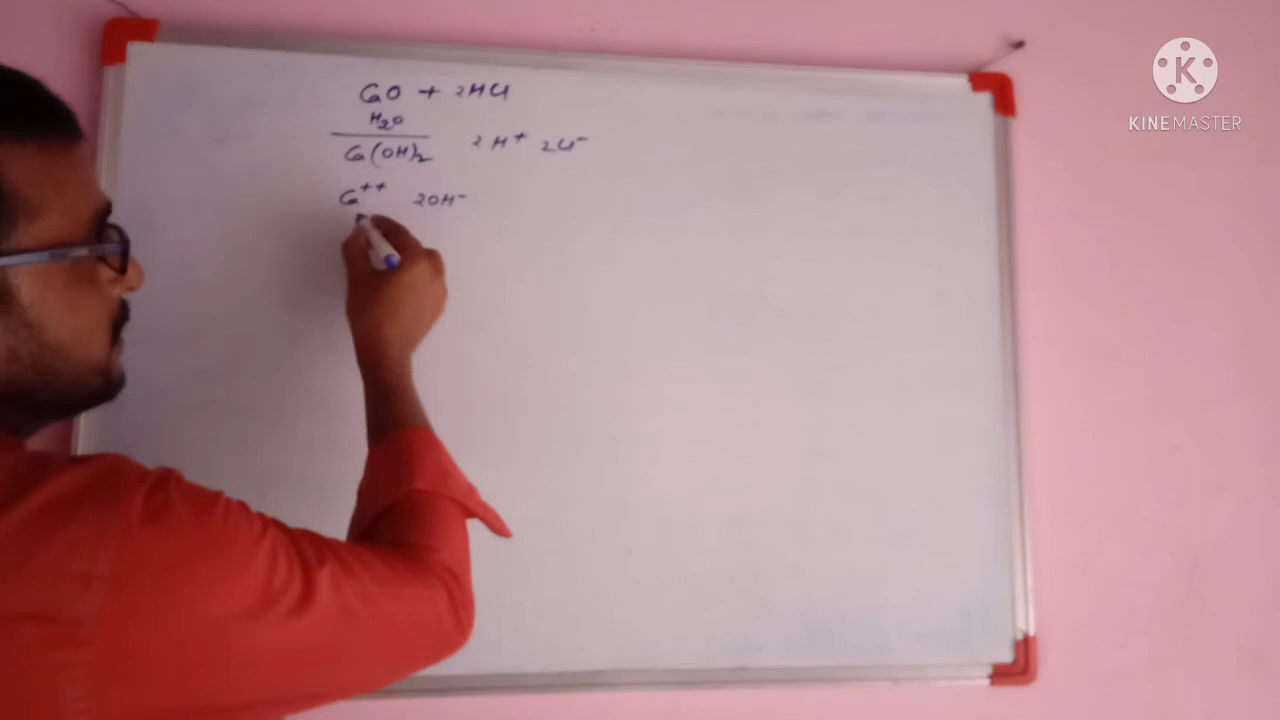 CaO + 2HCl
H2O
Ca(OH)2 2H+ 2Cl-
Ca++ 2OH-
KINEMASTER